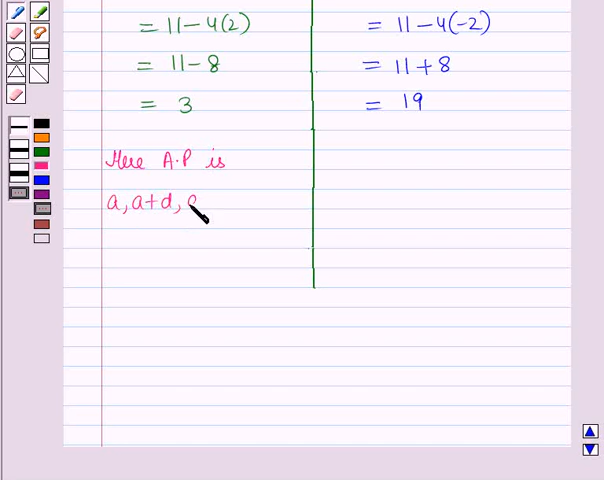 = 11 - 4(2)
= 11 - 8
= 3
Here A.P is
a, a+d, a
= 11 - 4(-2)
= 11 + 8
= 19